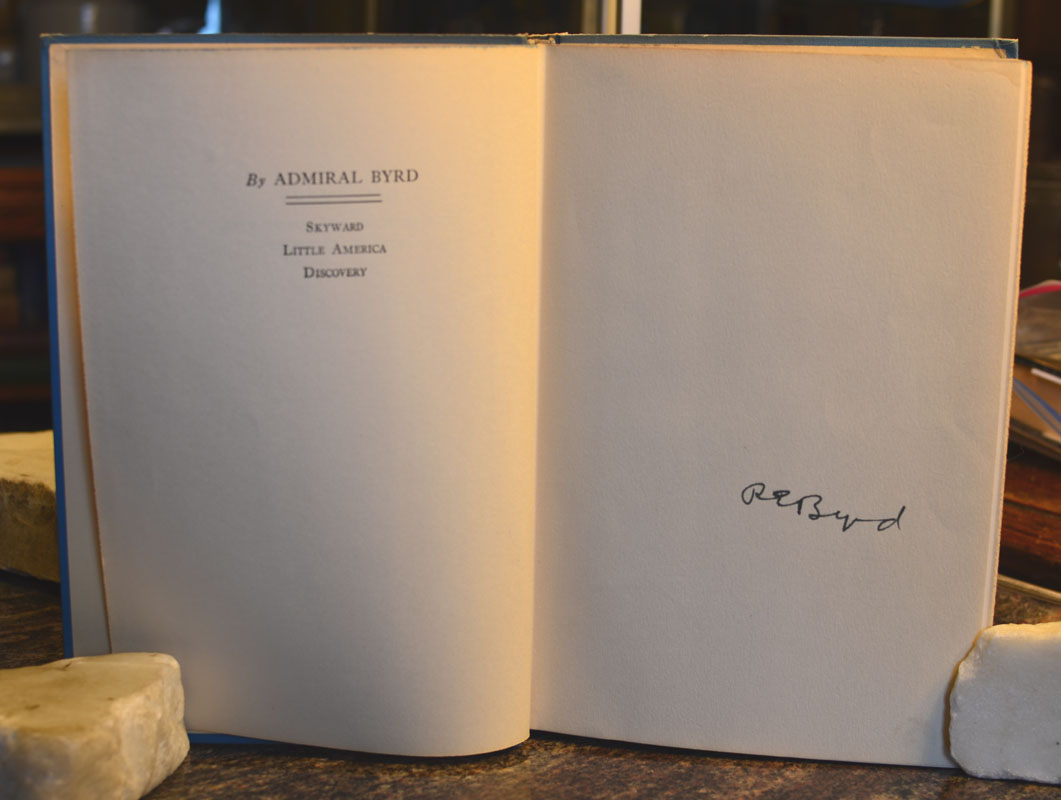 By ADMIRAL BYRD
SKYWARD
LITTLE AMERICA
DISCOVERY
R E Byrd